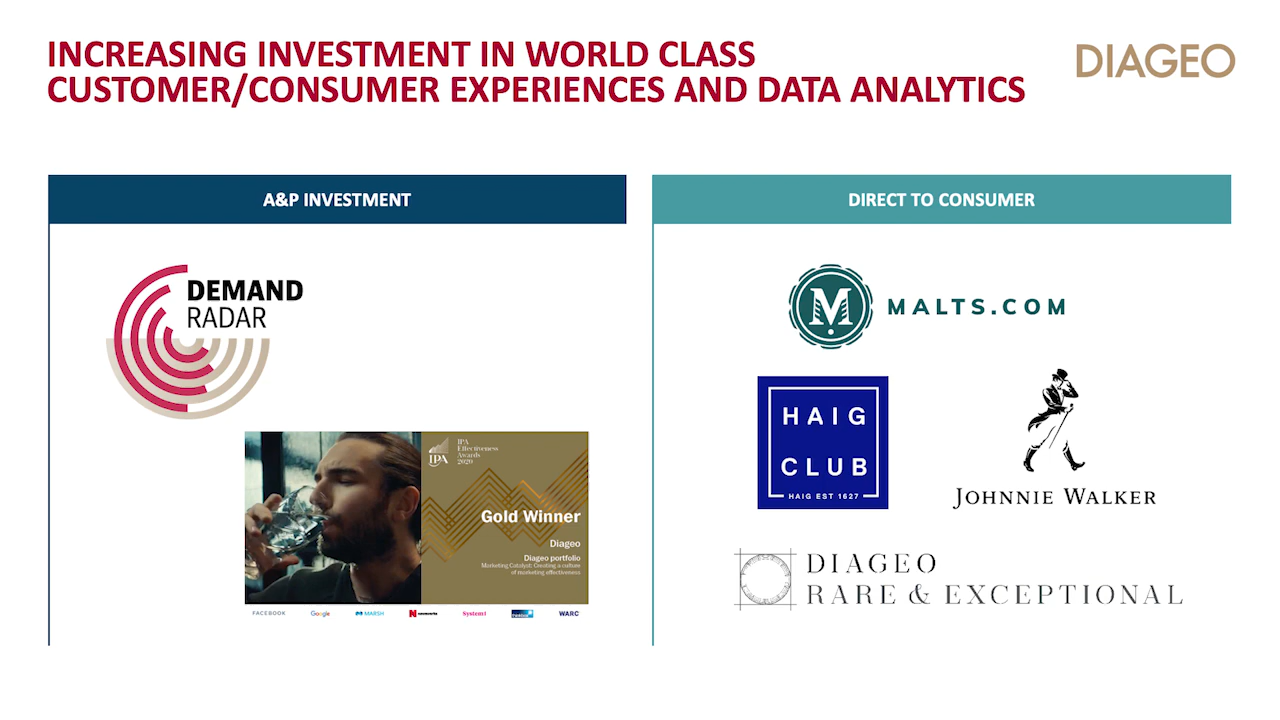 INCREASING INVESTMENT IN WORLD CLASS
CUSTOMER/CONSUMER EXPERIENCES AND DATA ANALYTICS
DIAGEO
A&P INVESTMENT
DEMAND
RADAR
IPA
IPA
Effectiveness
Awards
2020
Gold Winner
Diageo
Diageo portfolio
Marketing Catalyst: Creating a culture
of marketing effectiveness
FACEBOOK
Google
MARSH
newsworks
System1
WARC
DIRECT TO CONSUMER
M
MALTS.COM
HAIG
CLUB
HAIG EST 1627
JOHNNIE WALKER
DIAGEO
RARE & EXCEPTIONAL